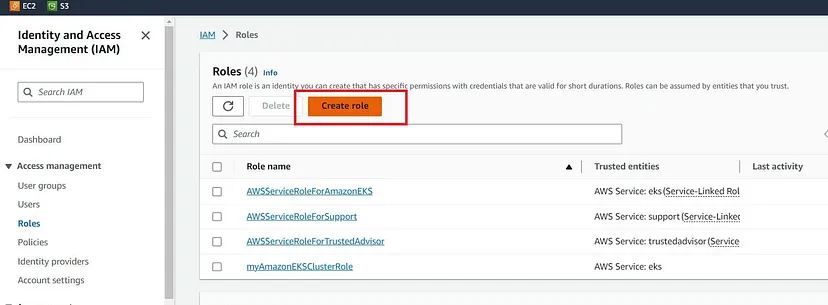 EC2 S3
Identity and Access
Management (IAM)
Search IAM
Dashboard
Access management
User groups
Users
Roles
Policies
Identity providers
Account settings
IAM > Roles
Roles (4) Info
An IAM role is an identity you can create that has specific permissions with credentials that are valid for short durations. Roles can be assumed by entities that you trust.
Delete Create role
Search
Role name Trusted entities Last activity
AWSServiceRoleForAmazonEKS AWS Service: eks (Service-Linked Rol
AWSServiceRoleForSupport AWS Service: support (Service-Linked
AWSServiceRoleForTrustedAdvisor AWS Service: trustedadvisor (Service
myAmazonEKSClusterRole AWS Service: eks